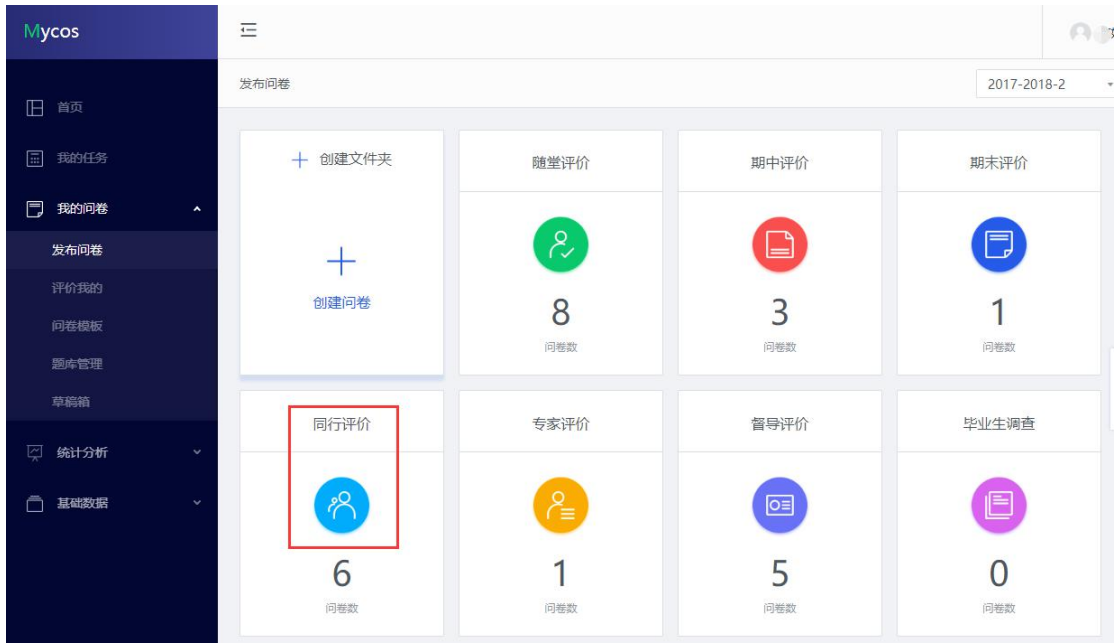 Mycos
首页
我的任务
我的问卷
发布问卷
评价我的
问卷模板
题库管理
草稿箱
统计分析
基础数据
发布问卷
2017-2018-2
创建文件夹
创建问卷
随堂评价
8
问卷数
期中评价
3
问卷数
期末评价
1
问卷数
同行评价
6
问卷数
专家评价
1
问卷数
督导评价
5
问卷数
毕业生调查
0
问卷数